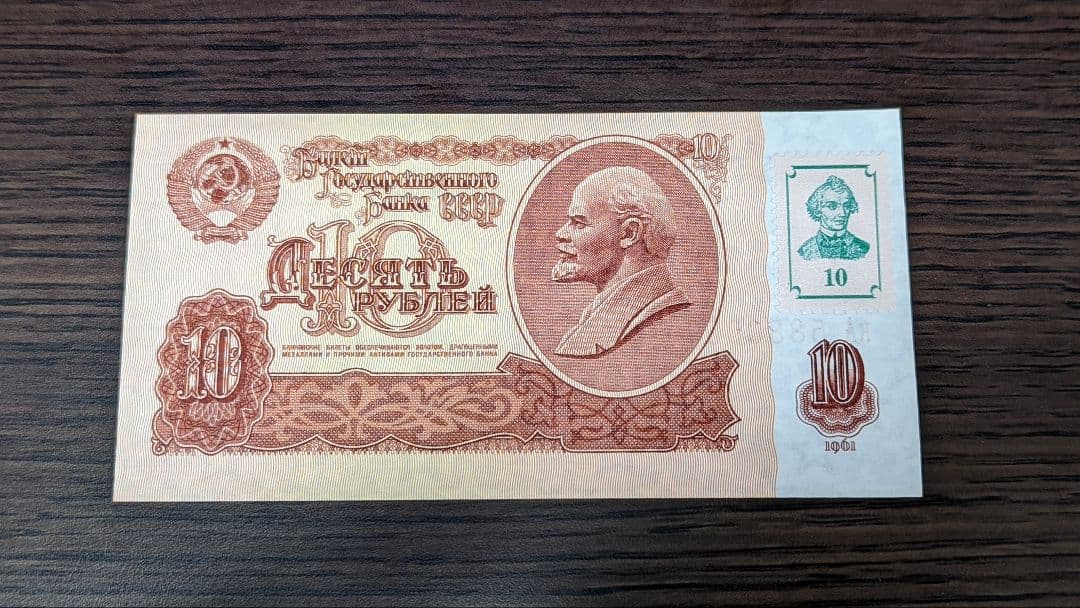 10
Билет
Государственного
Банка СССР
10
Десять
рублей
10
БАНКОВСКИЕ БИЛЕТЫ ОБЕСПЕЧИВАЮТСЯ ЗОЛОТОМ, ДРАГОЦЕННЫМИ
МЕТАЛЛАМИ И ПРОЧИМИ АКТИВАМИ ГОСУДАРСТВЕННОГО БАНКА
10
10
1961